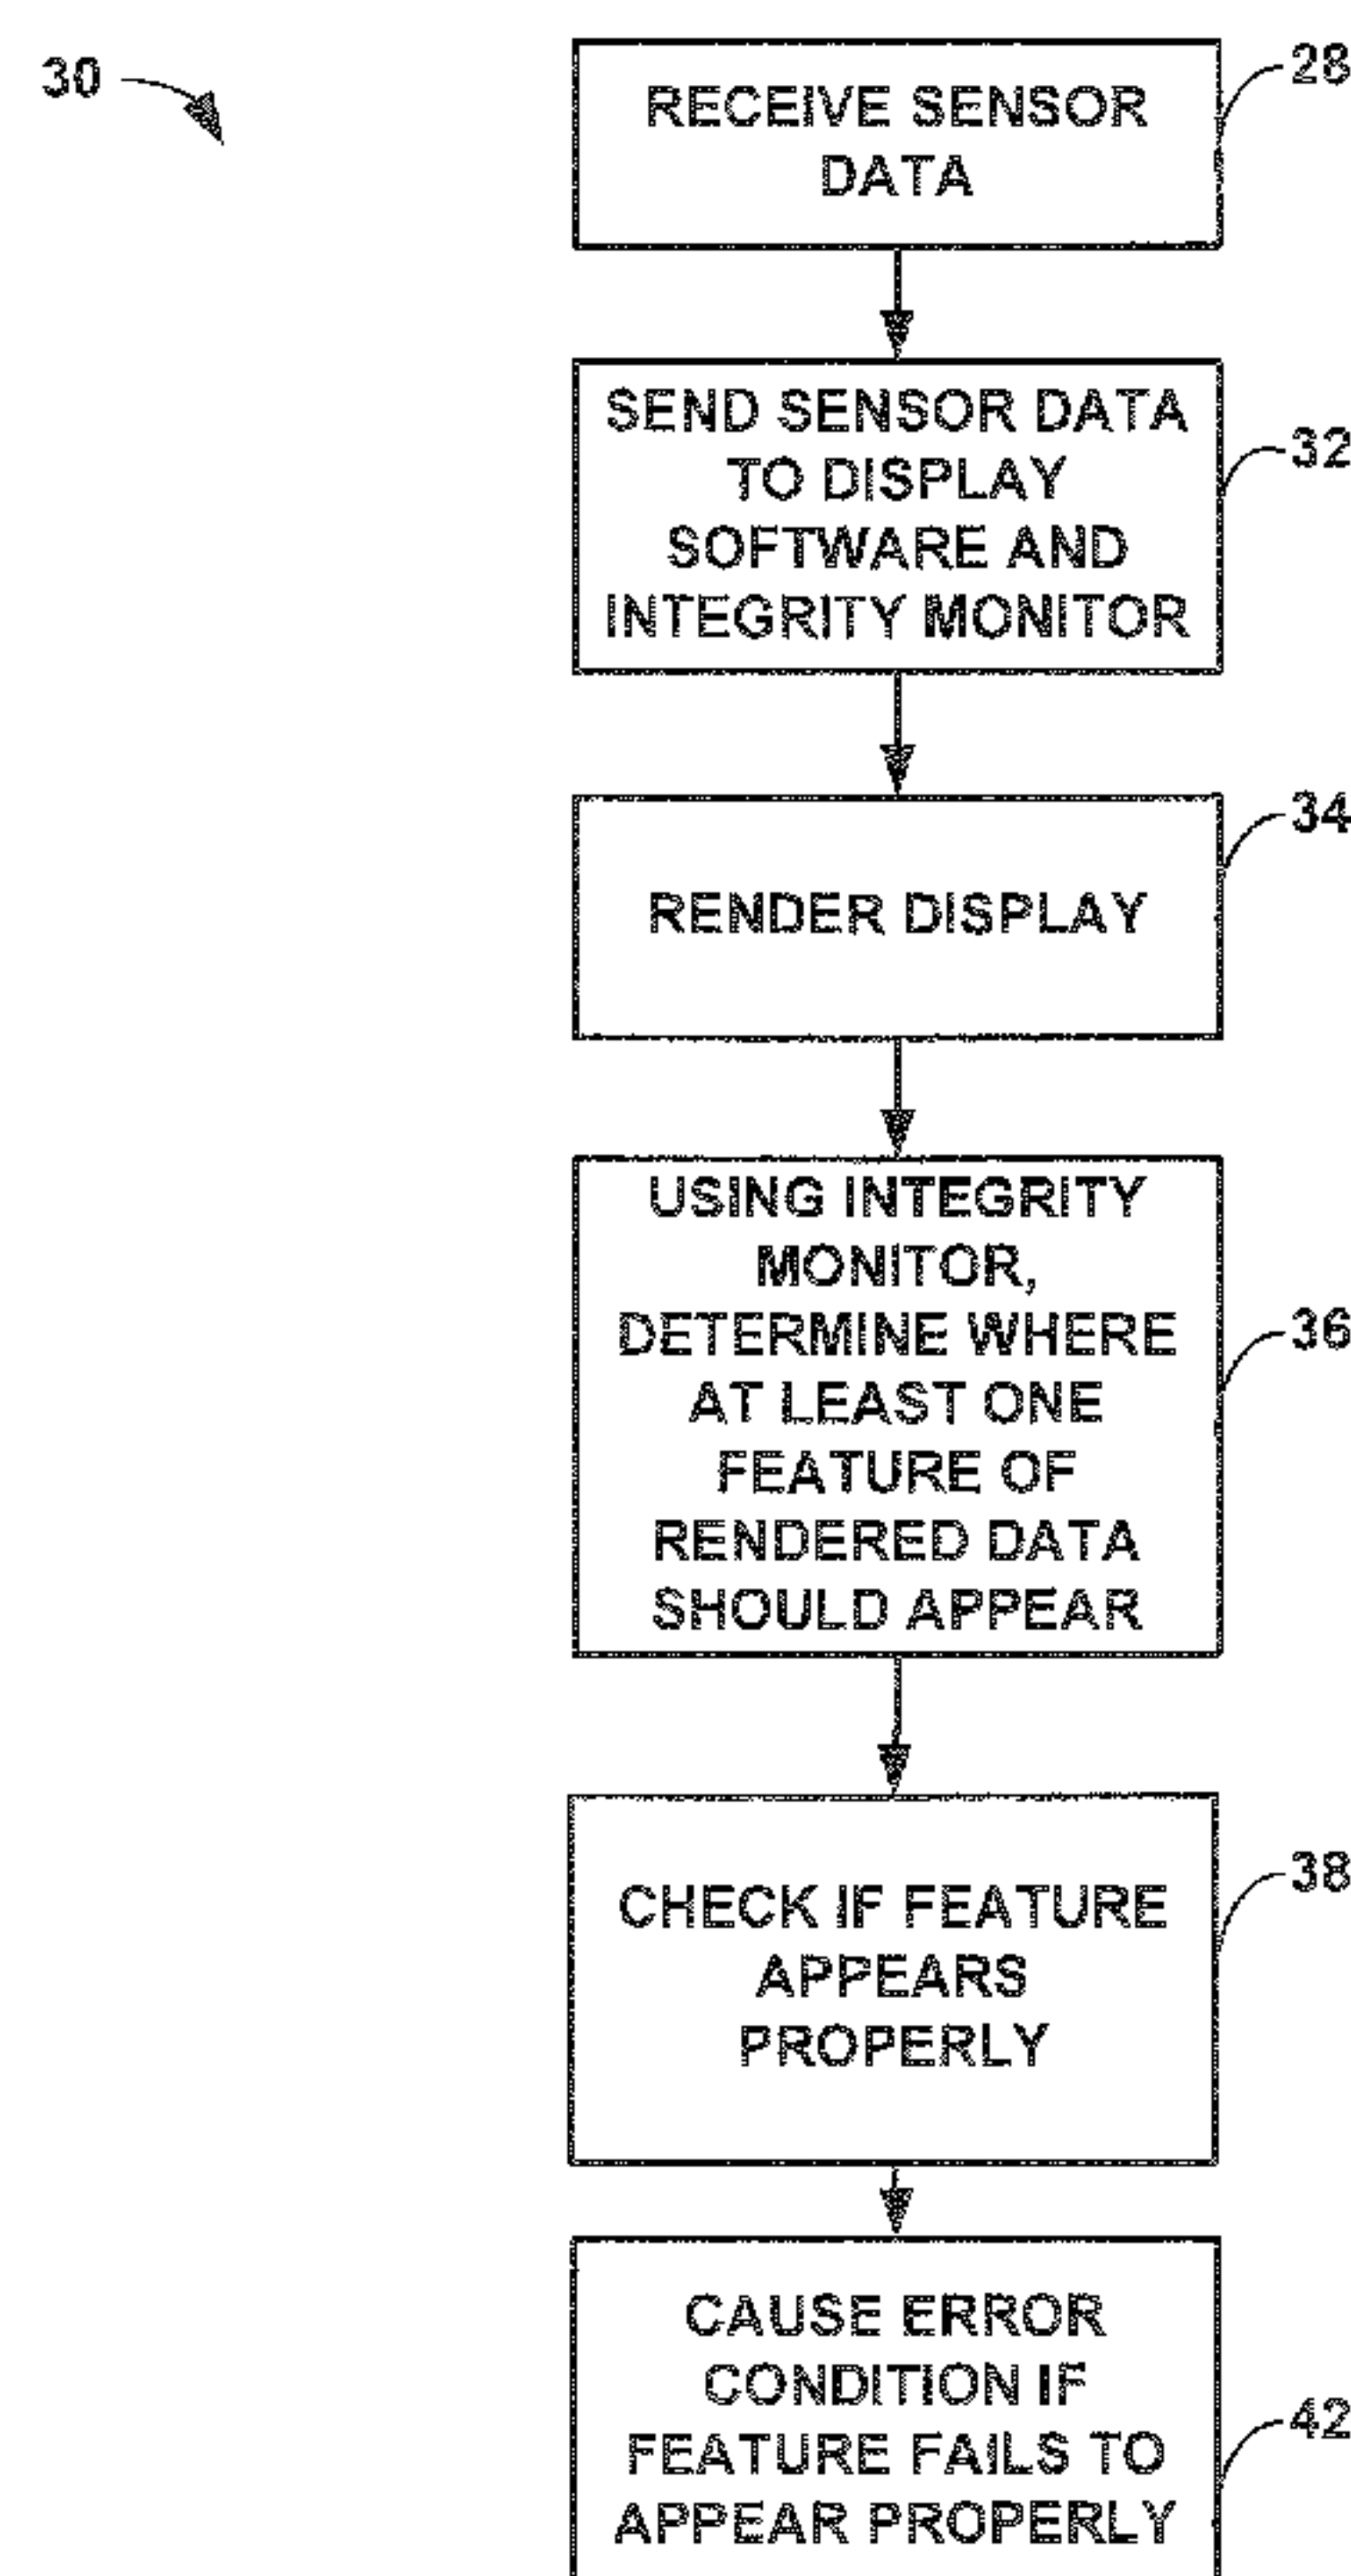 30
28
RECEIVE SENSOR
DATA
SEND SENSOR DATA
TO DISPLAY
SOFTWARE AND
INTEGRITY MONITOR
32
RENDER DISPLAY
34
USING INTEGRITY
MONITOR,
DETERMINE WHERE
AT LEAST ONE
FEATURE OF
RENDERED DATA
SHOULD APPEAR
36
CHECK IF FEATURE
APPEARS
PROPERLY
38
CAUSE ERROR
CONDITION IF
FEATURE FAILS TO
APPEAR PROPERLY
42